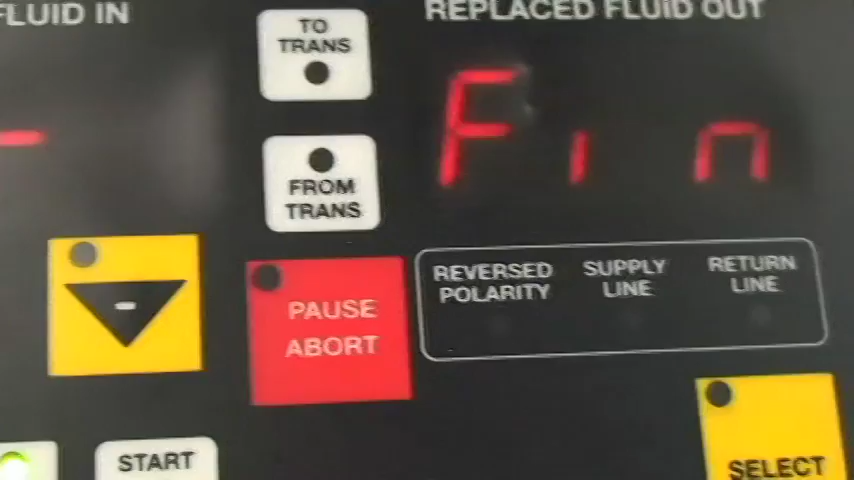 FLUID IN
TO
TRANS
REPLACED FLUID OUT
-
Fin
FROM
TRANS
REVERSED
POLARITY
SUPPLY
LINE
RETURN
LINE
-
PAUSE
ABORT
START
SELECT